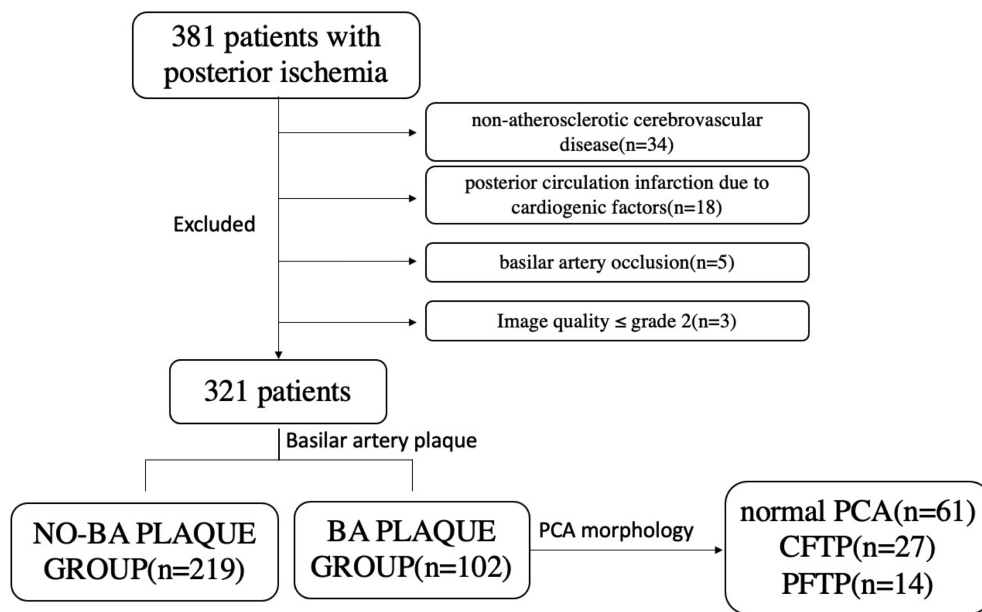 381 patients with
posterior ischemia
non-atherosclerotic cerebrovascular
disease(n=34)
posterior circulation infarction due to
cardiogenic factors(n=18)
Excluded
basilar artery occlusion(n=5)
Image quality ≤ grade 2(n=3)
321 patients
Basilar artery plaque
NO-BA PLAQUE
GROUP(n=219)
BA PLAQUE
GROUP(n=102)
PCA morphology
normal PCA(n=61)
CFTP(n=27)
PFTP(n=14)